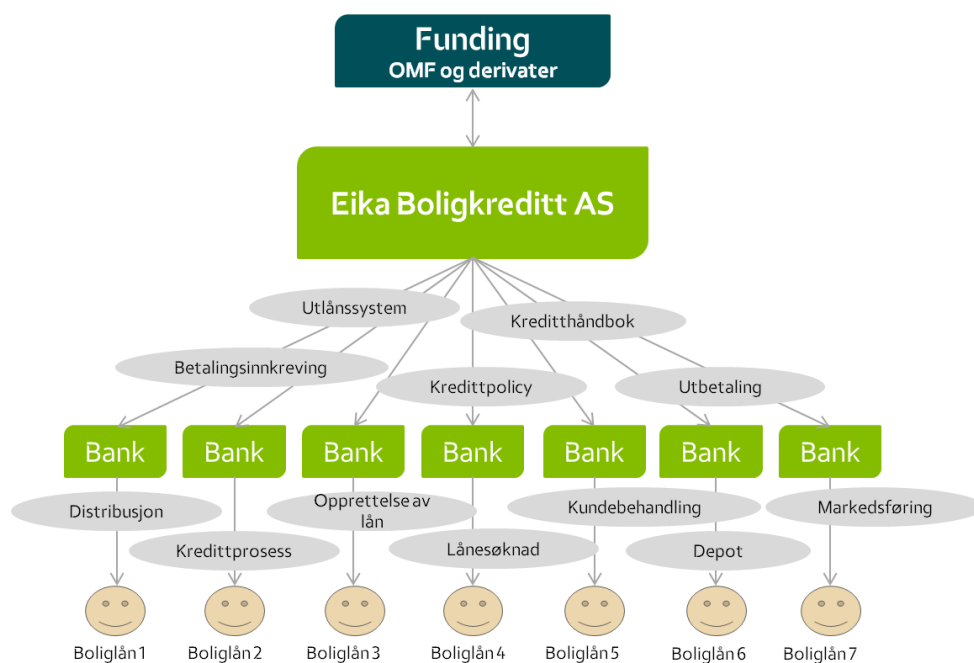 Funding
OMF og derivater
Eika Boligkreditt AS
Utlånssystem
Kreditthåndbok
Betalingsinnkreving
Kredittpolicy
Utbetaling
Bank
Bank
Bank
Bank
Bank
Bank
Bank
Distribusjon
Opprettelse av
lån
Kundebehandling
Markedsføring
Kredittprosess
Lånesøknad
Depot
Boliglån 1
Boliglån 2
Boliglån 3
Boliglån 4
Boliglån 5
Boliglån 6
Boliglån 7